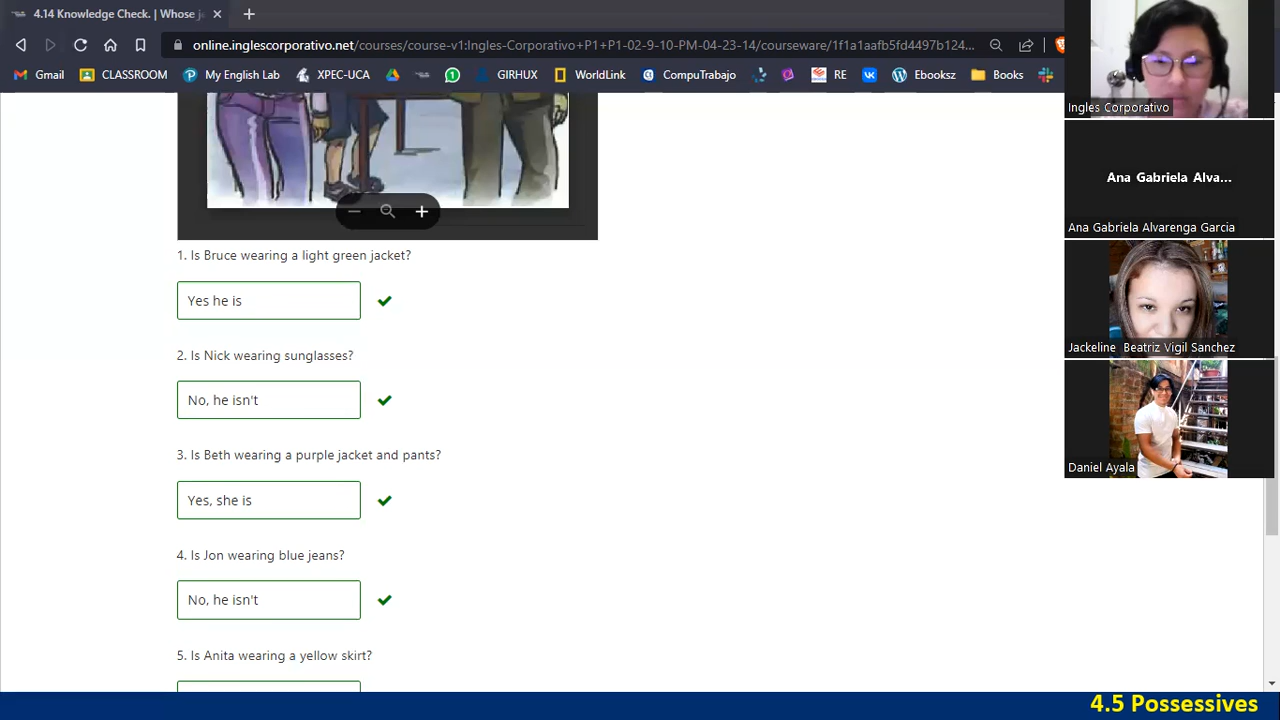 4.14 Knowledge Check. | Whose j
online.inglescorporativo.net/courses/course-v1:Ingles-Corporativo+P1+P1-02-9-10-PM-04-23-14/courseware/1f1a1aafb5fd4497b124...
Gmail CLASSROOM My English Lab XPEC-UCA GIRHUX WorldLink CompuTrabajo RE Ebooksz Books
1. Is Bruce wearing a light green jacket?
Yes he is
2. Is Nick wearing sunglasses?
No, he isn't
3. Is Beth wearing a purple jacket and pants?
Yes, she is
4. Is Jon wearing blue jeans?
No, he isn't
5. Is Anita wearing a yellow skirt?
Ingles Corporativo
Ana Gabriela Alva...
Ana Gabriela Alvarenga Garcia
Jackeline Beatriz Vigil Sanchez
Daniel Ayala
4.5 Possessives